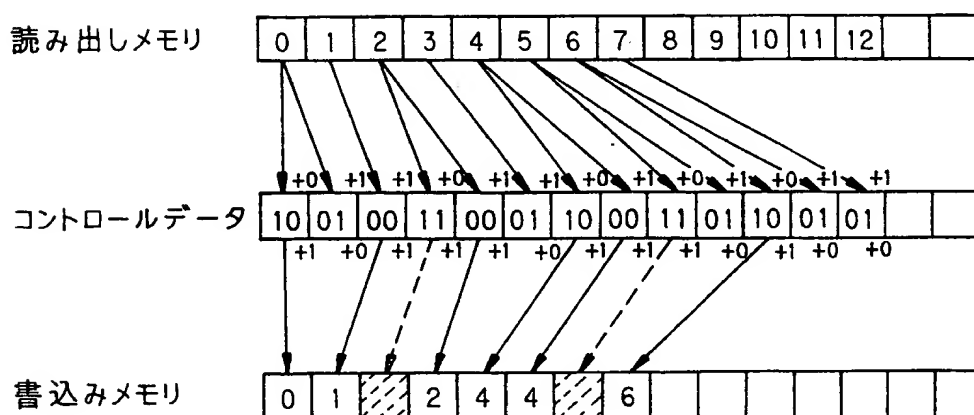 読み出しメモリ 0 1 2 3 4 5 6 7 8 9 10 11 12
+0 +1 +1 +0 +1 +1 +0 +1 +0 +1 +0 +1 +1
コントロールデータ 10 01 00 11 00 01 10 00 11 01 10 01 01
+1 +0 +1 +1 +1 +0 +1 +1 +1 +0 +1 +0 +0
書込みメモリ 0 1 2 4 4 6